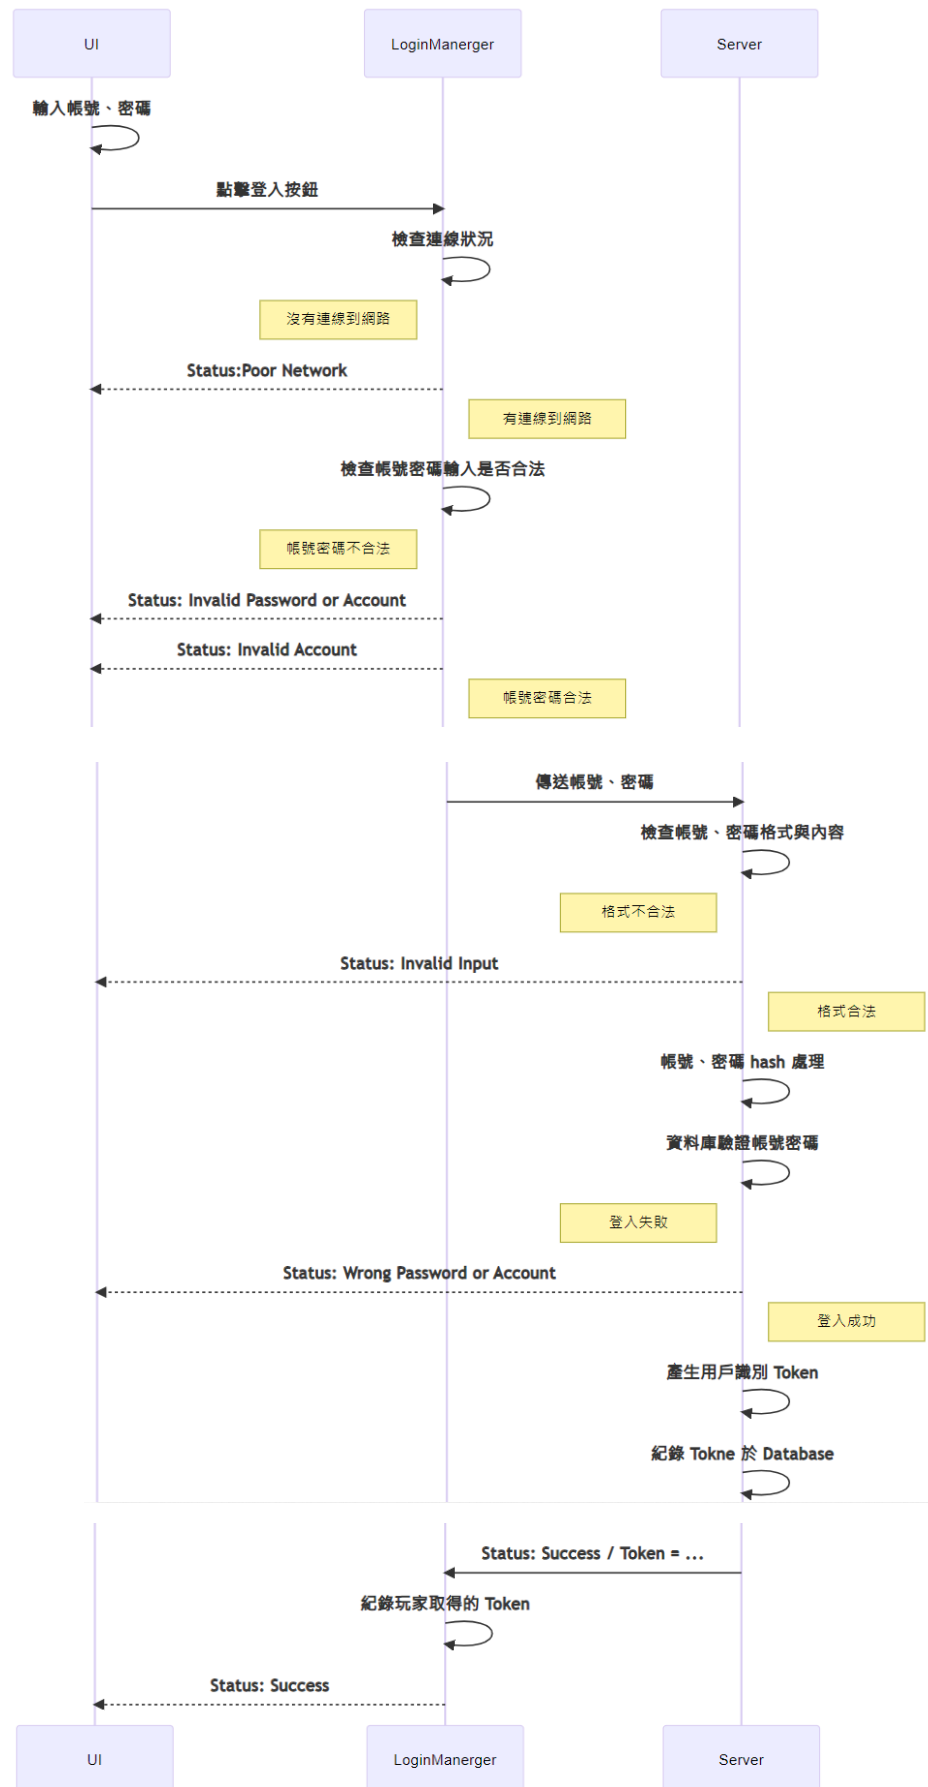 UI
LoginManerger
Server
輸入帳號、密碼
點擊登入按鈕
檢查連線狀況
沒有連線到網路
Status:Poor Network
有連線到網路
檢查帳號密碼輸入是否合法
帳號密碼不合法
Status: Invalid Password or Account
Status: Invalid Account
帳號密碼合法
傳送帳號、密碼
檢查帳號、密碼格式與內容
格式不合法
Status: Invalid Input
格式合法
帳號、密碼 hash 處理
資料庫驗證帳號密碼
登入失敗
Status: Wrong Password or Account
登入成功
產生用戶識別 Token
紀錄 Tokne 於 Database
Status: Success / Token = ...
紀錄玩家取得的 Token
Status: Success
UI
LoginManerger
Server